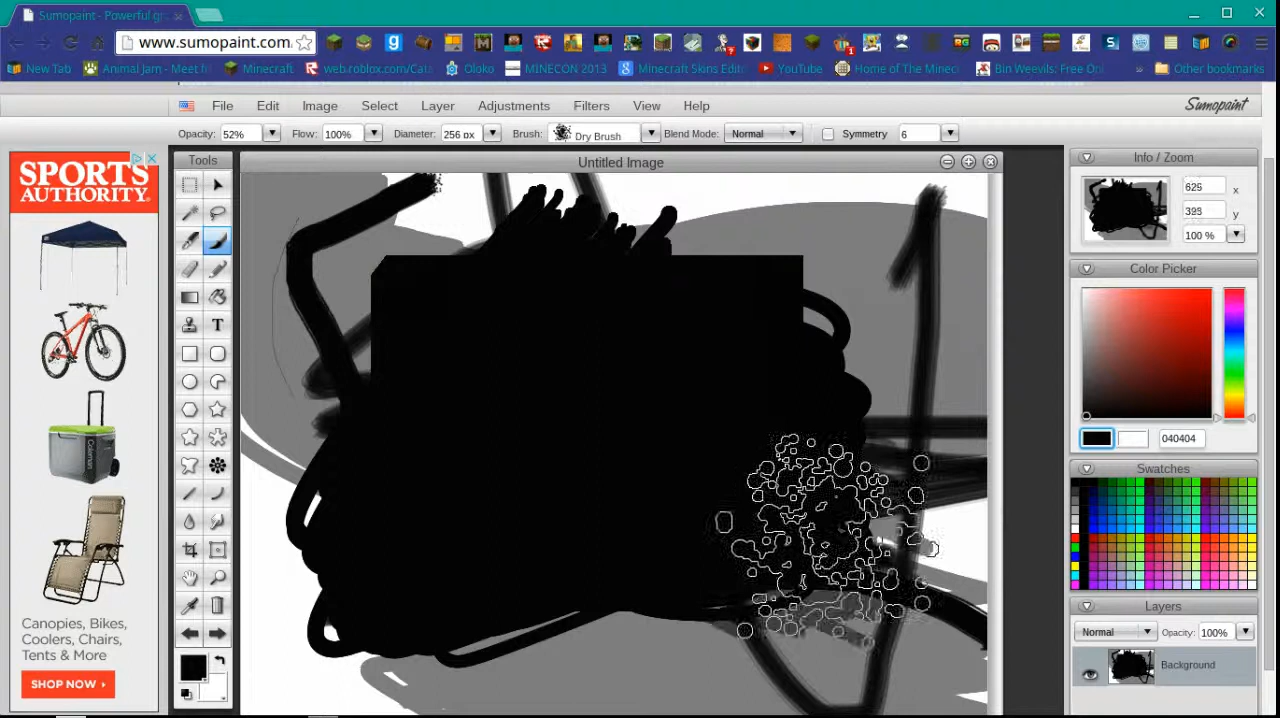 Sumopaint - Powerful gr
www.sumopaint.com
New Tab
Animal Jam - Meet
Minecraft
web.roblox.com/Cata
Oloko
MINECON 2013
Minecraft Skins Edit
YouTube
Home of The Minec
Bin Weevils: Free On
»
Other bookmarks
File Edit Image Select Layer Adjustments Filters View Help
Sumopaint
Opacity: 52% Flow: 100% Diameter: 256 px Brush: Dry Brush Blend Mode: Normal Symmetry 6
SPORTS
AUTHORITY
Coleman
Canopies, Bikes,
Coolers, Chairs,
Tents & More
SHOP NOW
Tools
T
Untitled Image
Info / Zoom
625 x
323 y
100 %
Color Picker
040404
Swatches
Layers
Normal Opacity: 100%
Background